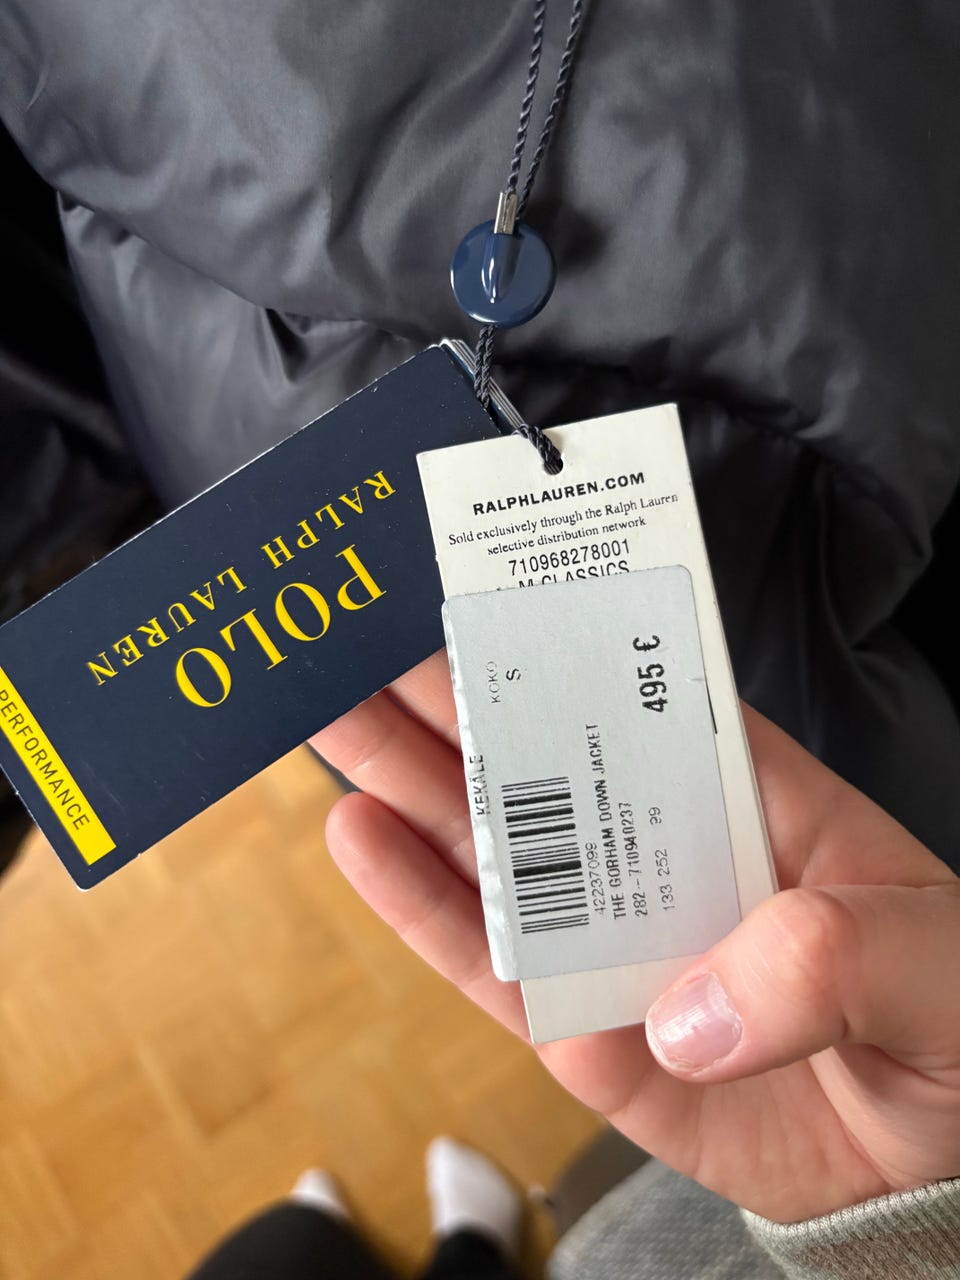 POLO
RALPH LAUREN
PERFORMANCE
RALPHLAUREN.COM
Sold exclusively through the Ralph Lauren
selective distribution network
710968278001
M CLASSICS
KEKÄLE
KOKO
S
42237099
THE GORHAM DOWN JACKET
282-710940237
133 252 99
495 €